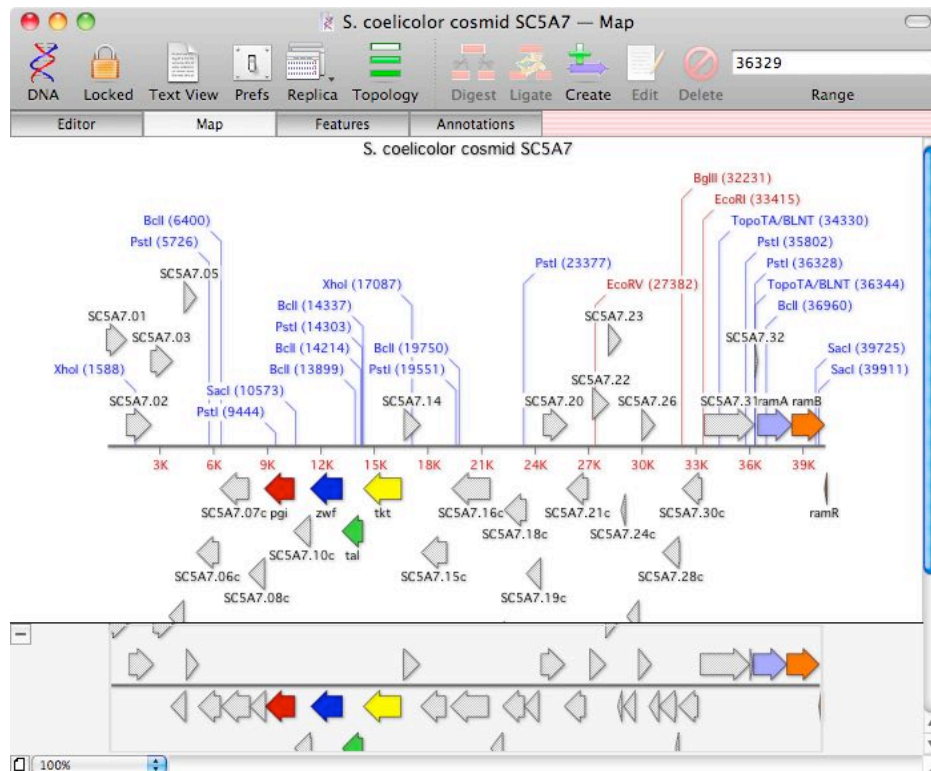 S. coelicolor cosmid SC5A7 — Map
36329
DNA Locked Text View Prefs Replica Topology Digest Ligate Create Edit Delete Range
Editor Map Features Annotations
S. coelicolor cosmid SC5A7
BglII (32231)
EcoRI (33415)
BclI (6400)
TopoTA/BLNT (34330)
PstI (5726)
PstI (35802)
SC5A7.05
PstI (23377)
PstI (36328)
XhoI (17087)
EcoRV (27382)
TopoTA/BLNT (36344)
BclI (14337)
BclI (36960)
SC5A7.01
SC5A7.23
PstI (14303)
SC5A7.03
SC5A7.32
BclI (14214)
BclI (19750)
SacI (39725)
XhoI (1588)
BclI (13899)
PstI (19551)
SacI (39911)
SC5A7.22
SacI (10573)
SC5A7.02
SC5A7.14
SC5A7.20
SC5A7.26
SC5A7.31
ramA
ramB
PstI (9444)
3K 6K 9K 12K 15K 18K 21K 24K 27K 30K 33K 36K 39K
SC5A7.07c
pgi
zwf
tkt
SC5A7.16c
SC5A7.21c
SC5A7.30c
ramR
SC5A7.18c
SC5A7.24c
SC5A7.10c
tal
SC5A7.06c
SC5A7.15c
SC5A7.28c
SC5A7.08c
SC5A7.19c
100%